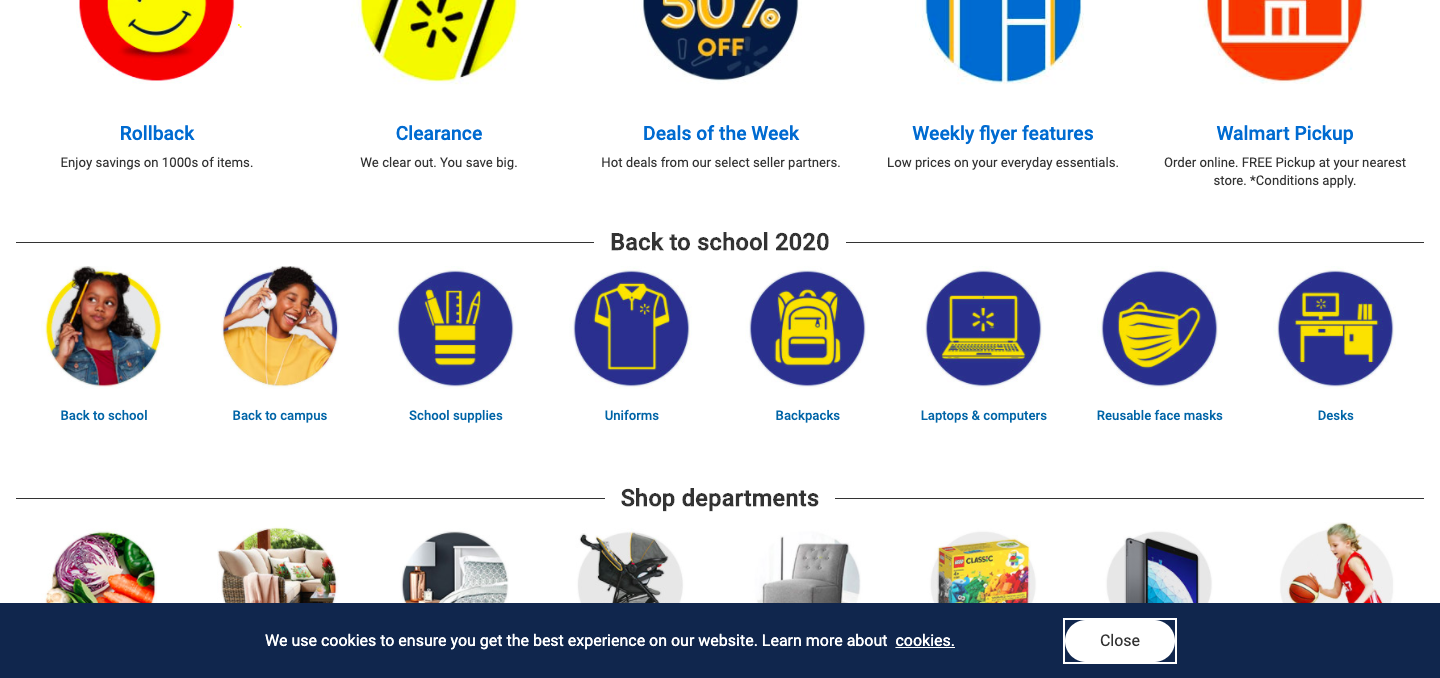 50%
OFF
Rollback
Enjoy savings on 1000s of items.
Clearance
We clear out. You save big.
Deals of the Week
Hot deals from our select seller partners.
Weekly flyer features
Low prices on your everyday essentials.
Walmart Pickup
Order online. FREE Pickup at your nearest
store. *Conditions apply.
Back to school 2020
Back to school
Back to campus
School supplies
Uniforms
Backpacks
Laptops & computers
Reusable face masks
Desks
Shop departments
LEGO
CLASSIC
4+
We use cookies to ensure you get the best experience on our website. Learn more about cookies.
Close